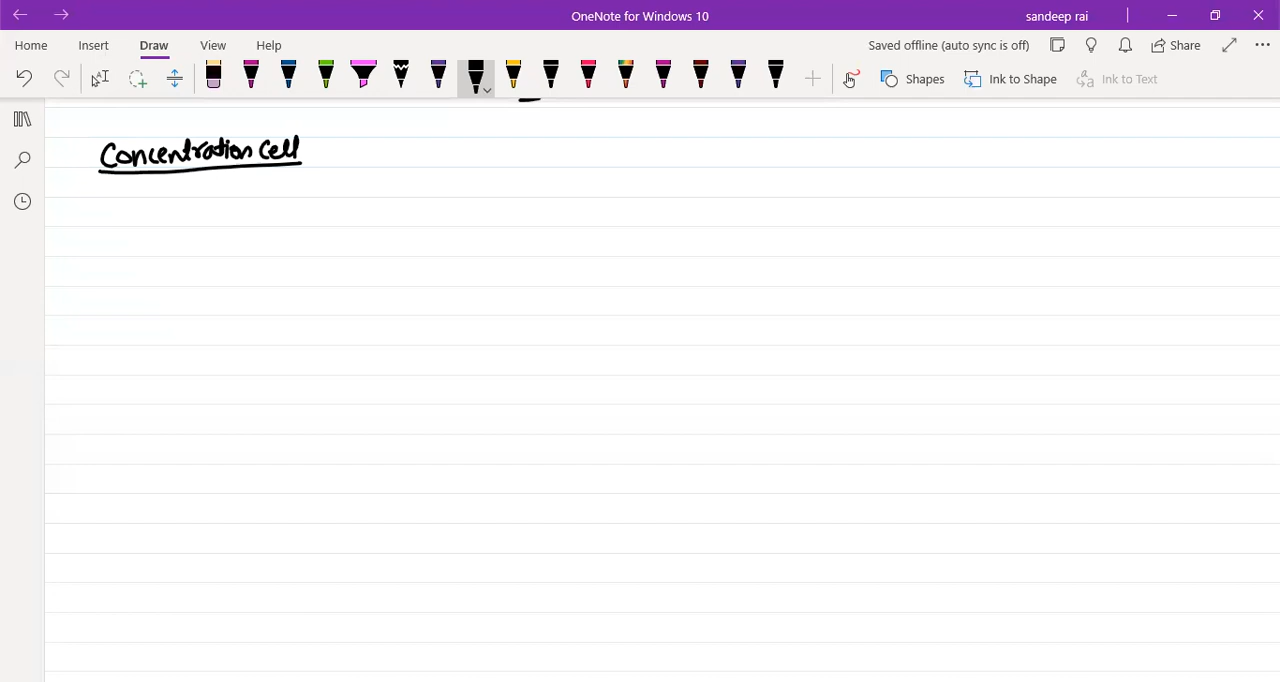 OneNote for Windows 10
sandeep rai
Home Insert Draw View Help
Saved offline (auto sync is off) Share
Shapes Ink to Shape Ink to Text
Concentration Cell